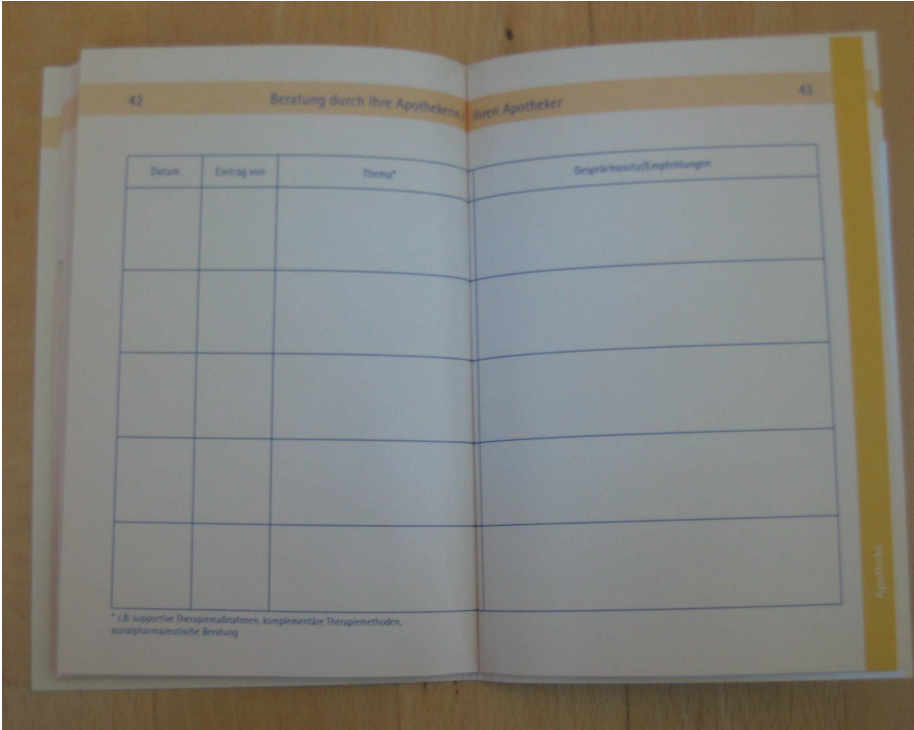 42
Beratung durch Ihre Apothekerin/ Ihren Apotheker
43
Datum Eintrag von Thema* Gesprächsnotiz/Empfehlungen
* z.B. supportive Therapiemaßnahmen, komplementäre Therapiemethoden,
sozialpharmazeutische Beratung
Apotheke